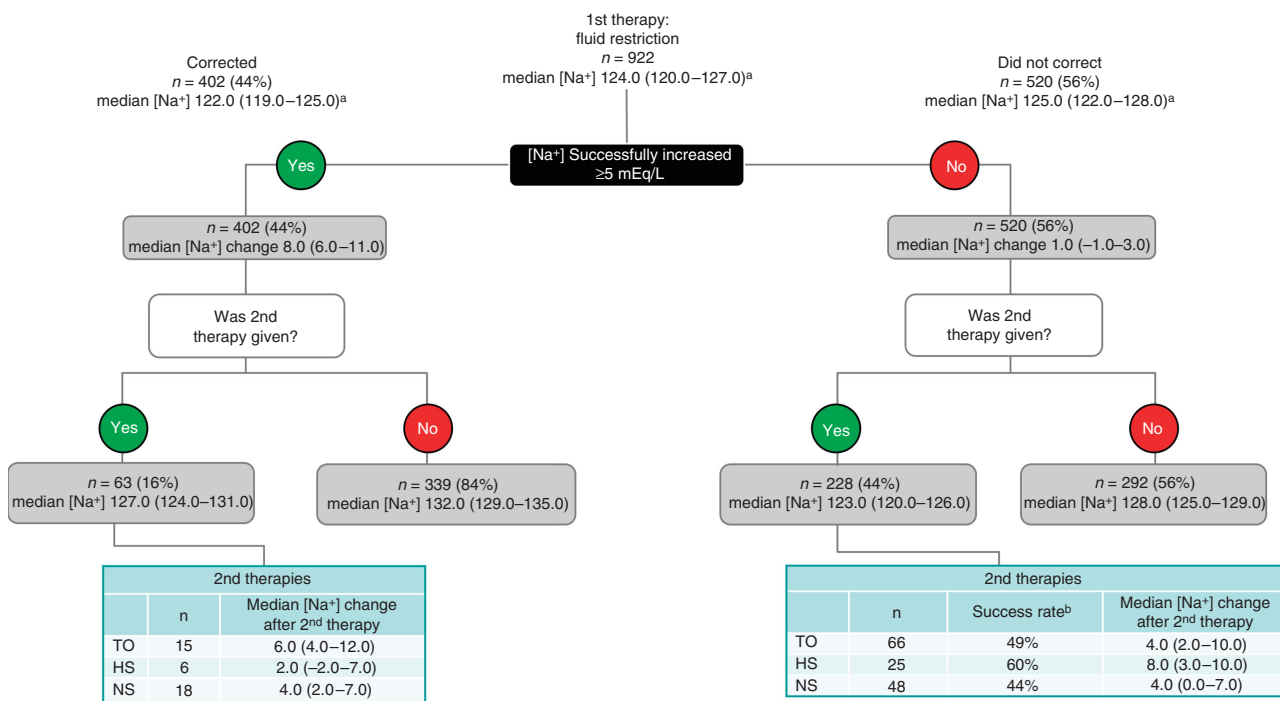 1st therapy:
fluid restriction
n = 922
median [Na⁺] 124.0 (120.0–127.0)ᵃ
Corrected
n = 402 (44%)
median [Na⁺] 122.0 (119.0–125.0)ᵃ
Did not correct
n = 520 (56%)
median [Na⁺] 125.0 (122.0–128.0)ᵃ
[Na⁺] Successfully increased
≥5 mEq/L
Yes
No
n = 402 (44%)
median [Na⁺] change 8.0 (6.0–11.0)
n = 520 (56%)
median [Na⁺] change 1.0 (–1.0–3.0)
Was 2nd
therapy given?
Was 2nd
therapy given?
Yes
No
Yes
No
n = 63 (16%)
median [Na⁺] 127.0 (124.0–131.0)
n = 339 (84%)
median [Na⁺] 132.0 (129.0–135.0)
n = 228 (44%)
median [Na⁺] 123.0 (120.0–126.0)
n = 292 (56%)
median [Na⁺] 128.0 (125.0–129.0)
2nd therapies
n Median [Na⁺] change
after 2ⁿᵈ therapy
TO 15 6.0 (4.0–12.0)
HS 6 2.0 (–2.0–7.0)
NS 18 4.0 (2.0–7.0)
2nd therapies
n Success rateᵇ Median [Na⁺] change
after 2ⁿᵈ therapy
TO 66 49% 4.0 (2.0–10.0)
HS 25 60% 8.0 (3.0–10.0)
NS 48 44% 4.0 (0.0–7.0)